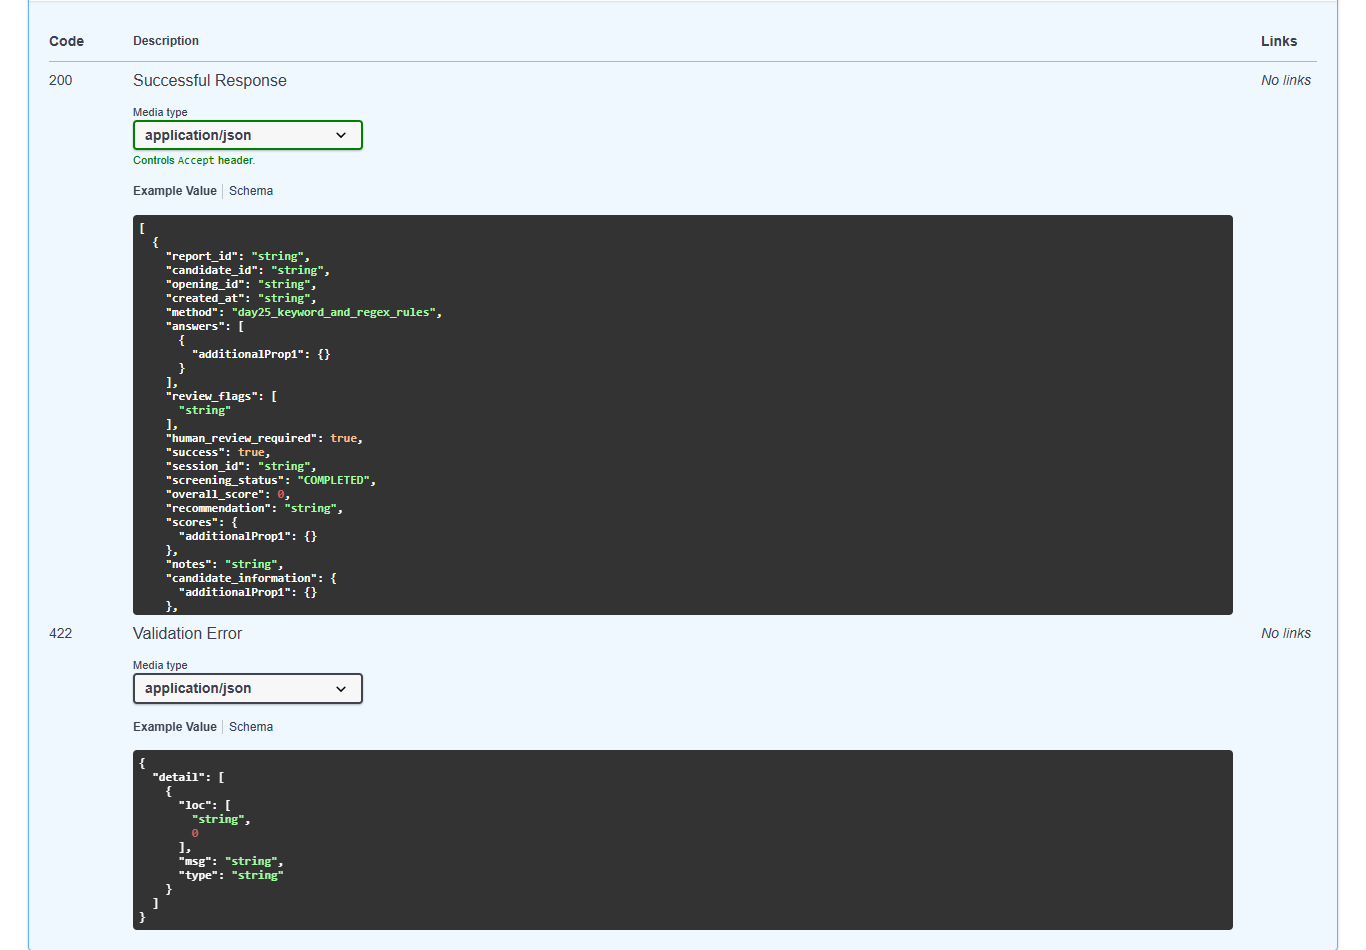 Code Description Links
200 Successful Response No links
Media type
application/json
Controls Accept header.
Example Value Schema
[
  {
    "report_id": "string",
    "candidate_id": "string",
    "opening_id": "string",
    "created_at": "string",
    "method": "day25_keyword_and_regex_rules",
    "answers": [
      {
        "additionalProp1": {}
      }
    ],
    "review_flags": [
      "string"
    ],
    "human_review_required": true,
    "success": true,
    "session_id": "string",
    "screening_status": "COMPLETED",
    "overall_score": 0,
    "recommendation": "string",
    "scores": {
      "additionalProp1": {}
    },
    "notes": "string",
    "candidate_information": {
      "additionalProp1": {}
    },
422 Validation Error No links
Media type
application/json
Example Value Schema
{
  "detail": [
    {
      "loc": [
        "string",
        0
      ],
      "msg": "string",
      "type": "string"
    }
  ]
}